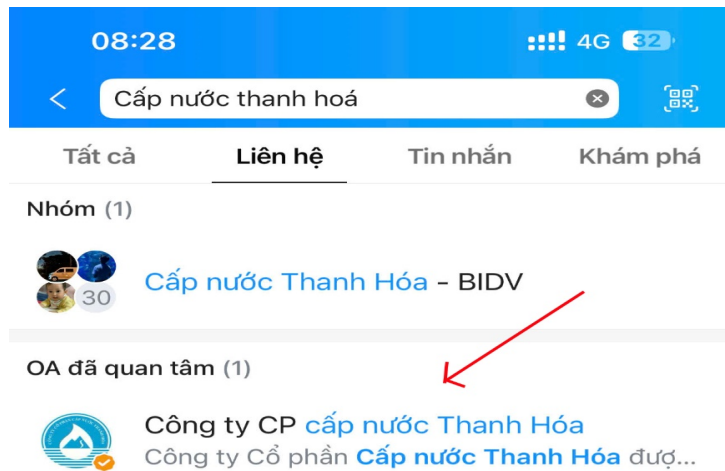 08:28 4G 32
Cấp nước thanh hoá
Tất cả Liên hệ Tin nhắn Khám phá
Nhóm (1)
Cấp nước Thanh Hóa - BIDV
30
OA đã quan tâm (1)
Công ty CP cấp nước Thanh Hóa
Công ty Cổ phần Cấp nước Thanh Hóa đượ...